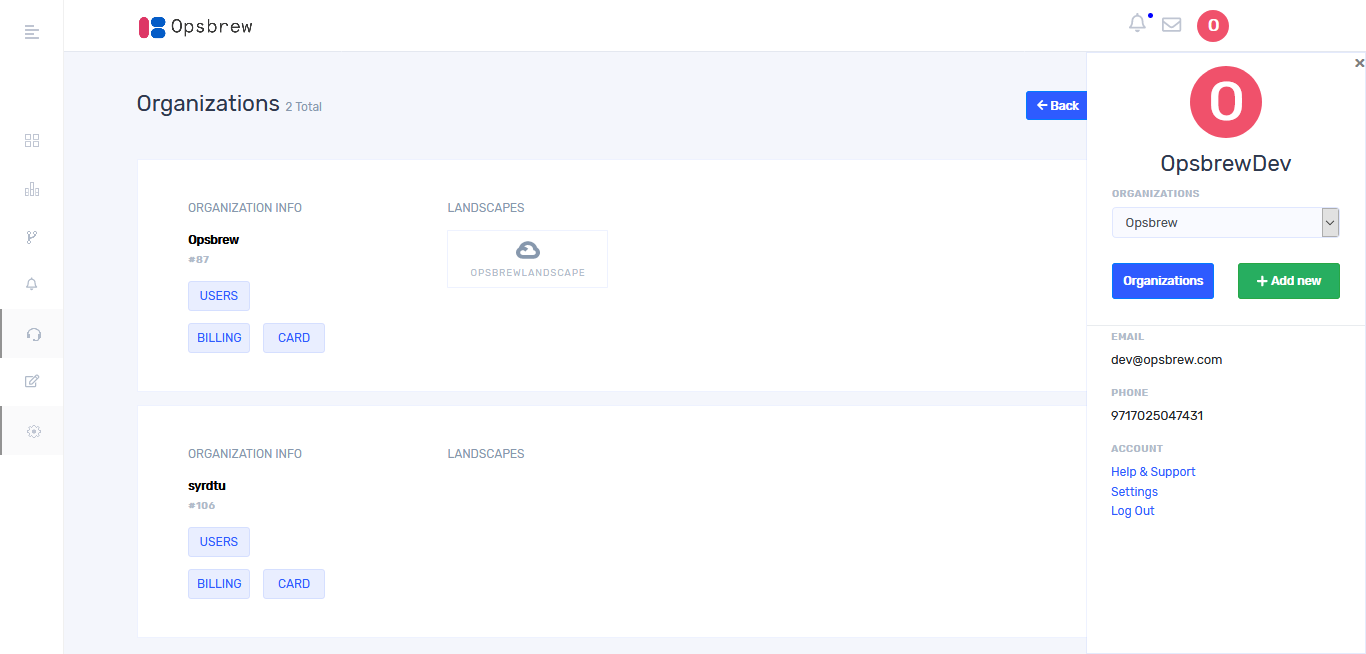 Opsbrew
O
Organizations 2 Total
Back
ORGANIZATION INFO
LANDSCAPES
Opsbrew
#87
OPSBREWLANDSCAPE
USERS
BILLING
CARD
ORGANIZATION INFO
LANDSCAPES
syrdtu
#106
USERS
BILLING
CARD
O
OpsbrewDev
ORGANIZATIONS
Opsbrew
Organizations
Add new
EMAIL
dev@opsbrew.com
PHONE
9717025047431
ACCOUNT
Help & Support
Settings
Log Out